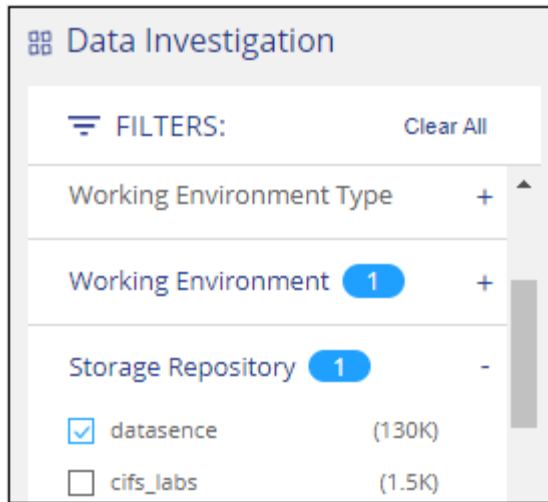 Data Investigation
FILTERS: Clear All
Working Environment Type +
Working Environment 1 +
Storage Repository 1 -
datasence (130K)
cifs_labs (1.5K)